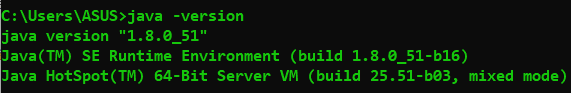 C:\Users\ASUS>java -version
java version "1.8.0_51"
Java(TM) SE Runtime Environment (build 1.8.0_51-b16)
Java HotSpot(TM) 64-Bit Server VM (build 25.51-b03, mixed mode)